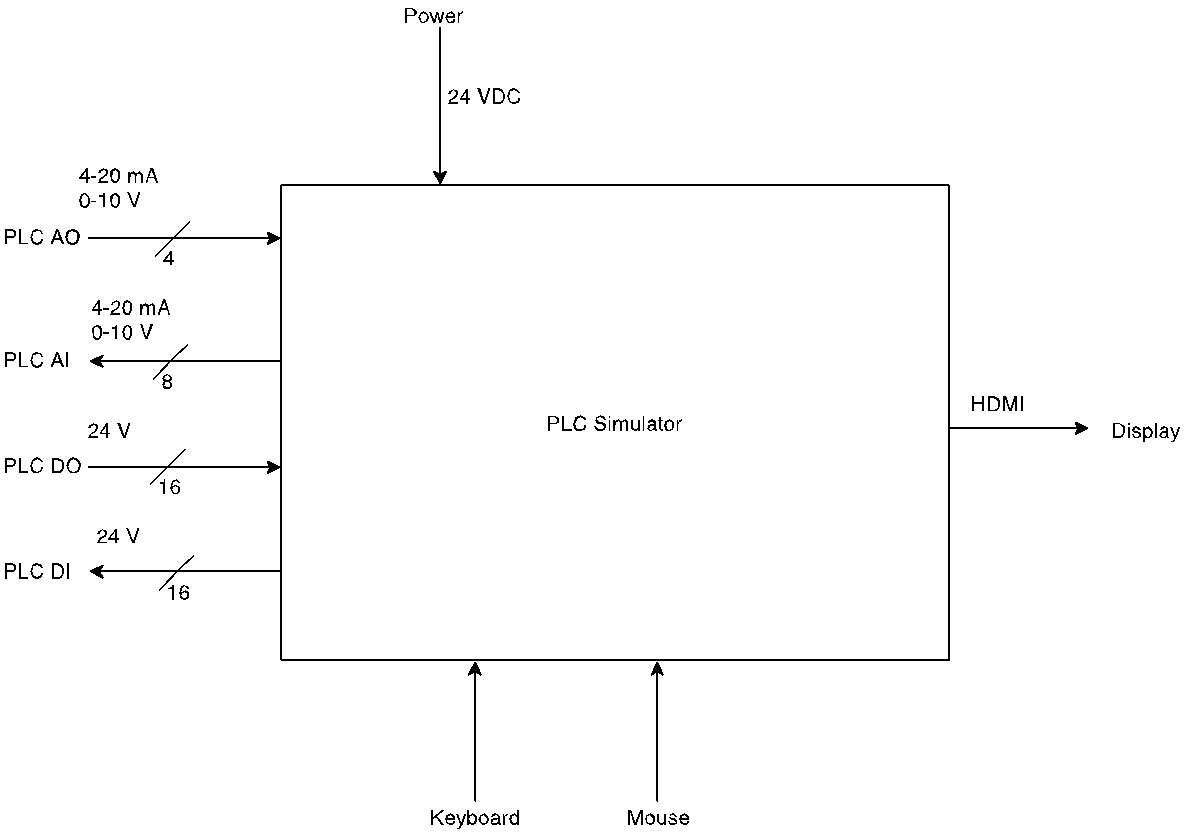 Power
24 VDC
4-20 mA
0-10 V
PLC AO
4
4-20 mA
0-10 V
PLC AI
8
24 V
PLC DO
16
24 V
PLC DI
16
PLC Simulator
HDMI
Display
Keyboard
Mouse